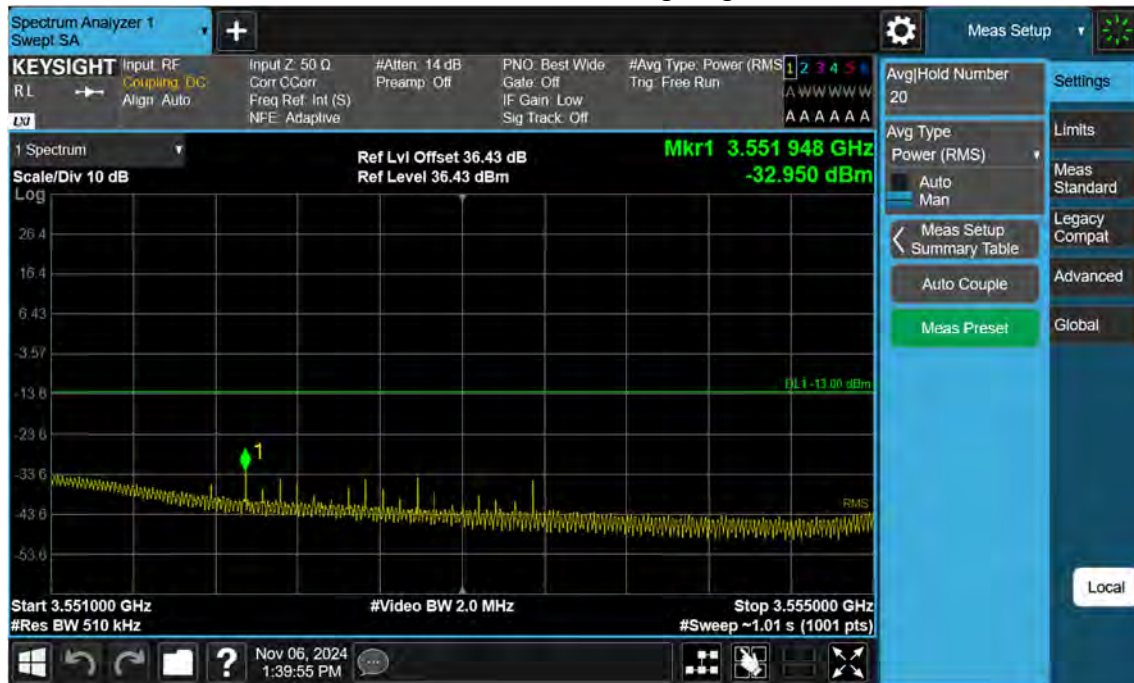 Spectrum Analyzer 1
Swept SA
+
Meas Setup
KEYSIGHT
RL
LXI
Input: RF
Coupling: DC
Align: Auto
Input Z: 50 Ω
Corr CCorr
Freq Ref: Int (S)
NFE: Adaptive
#Atten: 14 dB
Preamp: Off
PNO: Best Wide
Gate: Off
IF Gain: Low
Sig Track: Off
#Avg Type: Power (RMS
Trig: Free Run
1 2 3 4 5 6
A W W W W W
A A A A A A
1 Spectrum
Scale/Div 10 dB
Log
Ref Lvl Offset 36.43 dB
Ref Level 36.43 dBm
Mkr1 3.551 948 GHz
-32.950 dBm
26.4
16.4
6.43
-3.57
-13.6
-23.6
-33.6
-43.6
-53.6
DL1 -13.00 dBm
1
RMS
Start 3.551000 GHz
#Res BW 510 kHz
#Video BW 2.0 MHz
Stop 3.555000 GHz
#Sweep ~1.01 s (1001 pts)
?
Nov 06, 2024
1:39:55 PM
Avg|Hold Number
20
Avg Type
Power (RMS)
Auto
Man
Meas Setup
Summary Table
Auto Couple
Meas Preset
Settings
Limits
Meas
Standard
Legacy
Compat
Advanced
Global
Local